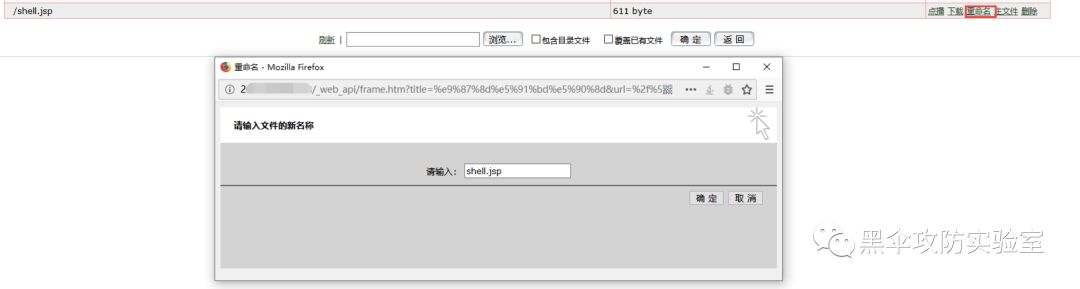 /shell.jsp 611 byte 点播 下载 重命名 主文件 删除
刷新 | 浏览... 包含目录文件 覆盖已有文件 确 定 返 回
重命名 - Mozilla Firefox
2 /_web_api/frame.htm?title=%e9%87%8d%e5%91%bd%e5%90%8d&url=%2f%5
请输入文件的新名称
请输入： shell.jsp
确 定 取 消
黑伞攻防实验室